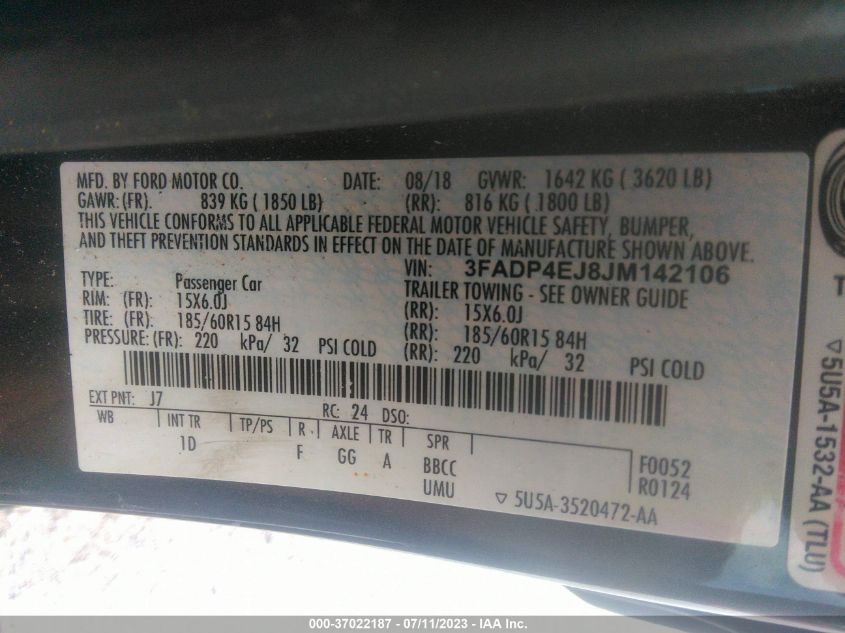 MFD. BY FORD MOTOR CO. DATE: 08/18 GVWR: 1642 KG ( 3620 LB)
GAWR: (FR). 839 KG ( 1850 LB) (RR): 816 KG ( 1800 LB)
THIS VEHICLE CONFORMS TO ALL APPLICABLE FEDERAL MOTOR VEHICLE SAFETY, BUMPER,
AND THEFT PREVENTION STANDARDS IN EFFECT ON THE DATE OF MANUFACTURE SHOWN ABOVE.
VIN: 3FADP4EJ8JM142106
TYPE: Passenger Car TRAILER TOWING - SEE OWNER GUIDE
RIM: (FR): 15X6.0J (RR): 15X6.0J
TIRE: (FR): 185/60R15 84H (RR): 185/60R15 84H
PRESSURE: (FR): 220 kPa/ 32 PSI COLD (RR): 220 kPa/ 32 PSI COLD
EXT PNT: J7 RC: 24 DSO:
WB INT TR TP/PS R AXLE TR SPR
1D F GG A BBCC F0052
UMU R0124
▽ 5U5A-3520472-AA
▽ 5U5A-1532-AA (TLU)
000-37022187 - 07/11/2023 - IAA Inc.